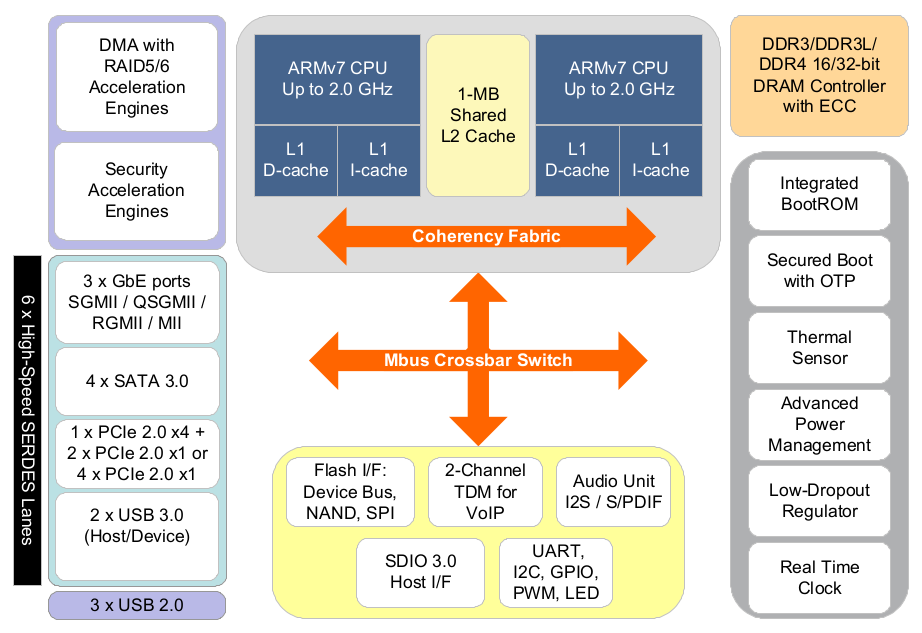 DMA with
RAID5/6
Acceleration
Engines
Security
Acceleration
Engines
6 x High-Speed SERDES Lanes
3 x GbE ports
SGMII / QSGMII /
RGMII / MII
4 x SATA 3.0
1 x PCIe 2.0 x4 +
2 x PCIe 2.0 x1 or
4 x PCIe 2.0 x1
2 x USB 3.0
(Host/Device)
3 x USB 2.0
ARMv7 CPU
Up to 2.0 GHz
L1
D-cache
L1
I-cache
1-MB
Shared
L2 Cache
ARMv7 CPU
Up to 2.0 GHz
L1
D-cache
L1
I-cache
Coherency Fabric
Mbus Crossbar Switch
Flash I/F:
Device Bus,
NAND, SPI
2-Channel
TDM for
VoIP
Audio Unit
I2S / S/PDIF
SDIO 3.0
Host I/F
UART,
I2C, GPIO,
PWM, LED
DDR3/DDR3L/
DDR4 16/32-bit
DRAM Controller
with ECC
Integrated
BootROM
Secured Boot
with OTP
Thermal
Sensor
Advanced
Power
Management
Low-Dropout
Regulator
Real Time
Clock